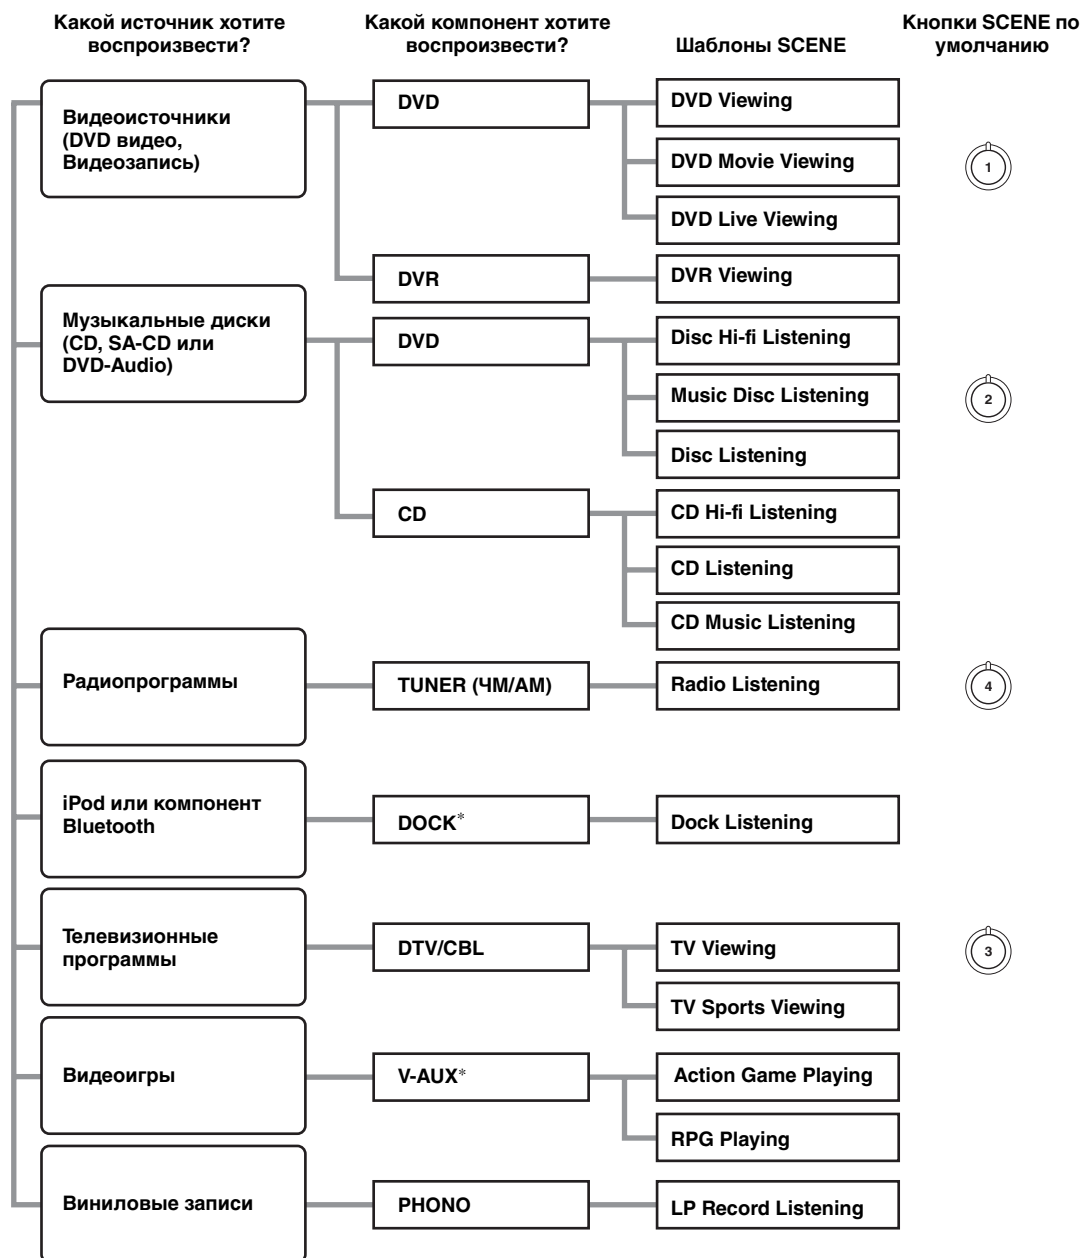 Какой источник хотите
воспроизвести?
Какой компонент хотите
воспроизвести?
Шаблоны SCENE
Кнопки SCENE по
умолчанию
Видеоисточники
(DVD видео,
Видеозапись)
DVD
DVD Viewing
DVD Movie Viewing
1
DVD Live Viewing
DVR
DVR Viewing
Музыкальные диски
(CD, SA-CD или
DVD-Audio)
DVD
Disc Hi-fi Listening
Music Disc Listening
2
Disc Listening
CD
CD Hi-fi Listening
CD Listening
CD Music Listening
Радиопрограммы
TUNER (ЧМ/AM)
Radio Listening
4
iPod или компонент
Bluetooth
DOCK*
Dock Listening
Телевизионные
программы
DTV/CBL
TV Viewing
3
TV Sports Viewing
Видеоигры
V-AUX*
Action Game Playing
RPG Playing
Виниловые записи
PHONO
LP Record Listening